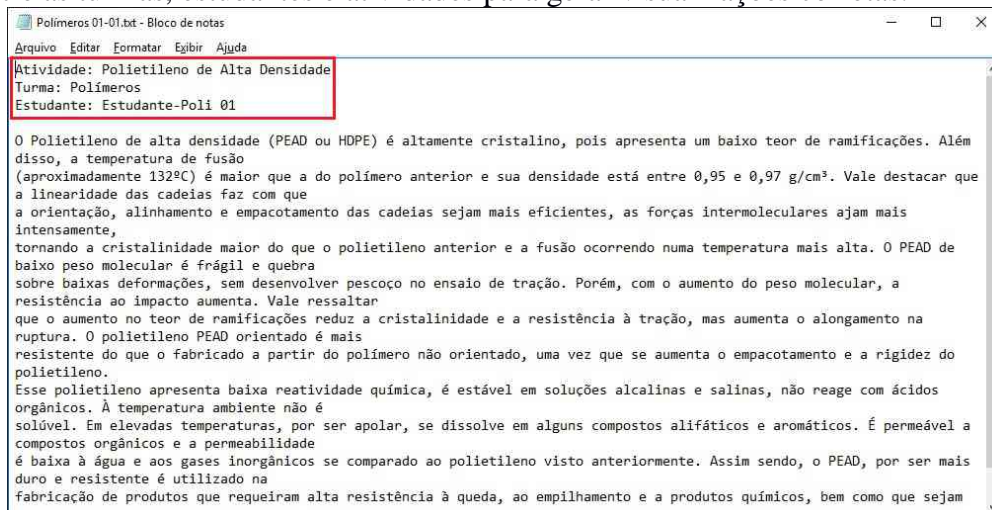 Polímeros 01-01.txt - Bloco de notas
Arquivo Editar Formatar Exibir Ajuda
Atividade: Polietileno de Alta Densidade
Turma: Polímeros
Estudante: Estudante-Poli 01
O Polietileno de alta densidade (PEAD ou HDPE) é altamente cristalino, pois apresenta um baixo teor de ramificações. Além
disso, a temperatura de fusão
(aproximadamente 132ºC) é maior que a do polímero anterior e sua densidade está entre 0,95 e 0,97 g/cm³. Vale destacar que
a linearidade das cadeias faz com que
a orientação, alinhamento e empacotamento das cadeias sejam mais eficientes, as forças intermoleculares ajam mais
intensamente,
tornando a cristalinidade maior do que o polietileno anterior e a fusão ocorrendo numa temperatura mais alta. O PEAD de
baixo peso molecular é frágil e quebra
sobre baixas deformações, sem desenvolver pescoço no ensaio de tração. Porém, com o aumento do peso molecular, a
resistência ao impacto aumenta. Vale ressaltar
que o aumento no teor de ramificações reduz a cristalinidade e a resistência à tração, mas aumenta o alongamento na
ruptura. O polietileno PEAD orientado é mais
resistente do que o fabricado a partir do polímero não orientado, uma vez que se aumenta o empacotamento e a rigidez do
polietileno.
Esse polietileno apresenta baixa reatividade química, é estável em soluções alcalinas e salinas, não reage com ácidos
orgânicos. À temperatura ambiente não é
solúvel. Em elevadas temperaturas, por ser apolar, se dissolve em alguns compostos alifáticos e aromáticos. É permeável a
compostos orgânicos e a permeabilidade
é baixa à água e aos gases inorgânicos se comparado ao polietileno visto anteriormente. Assim sendo, o PEAD, por ser mais
duro e resistente é utilizado na
fabricação de produtos que requeiram alta resistência à queda, ao empilhamento e a produtos químicos, bem como que sejam